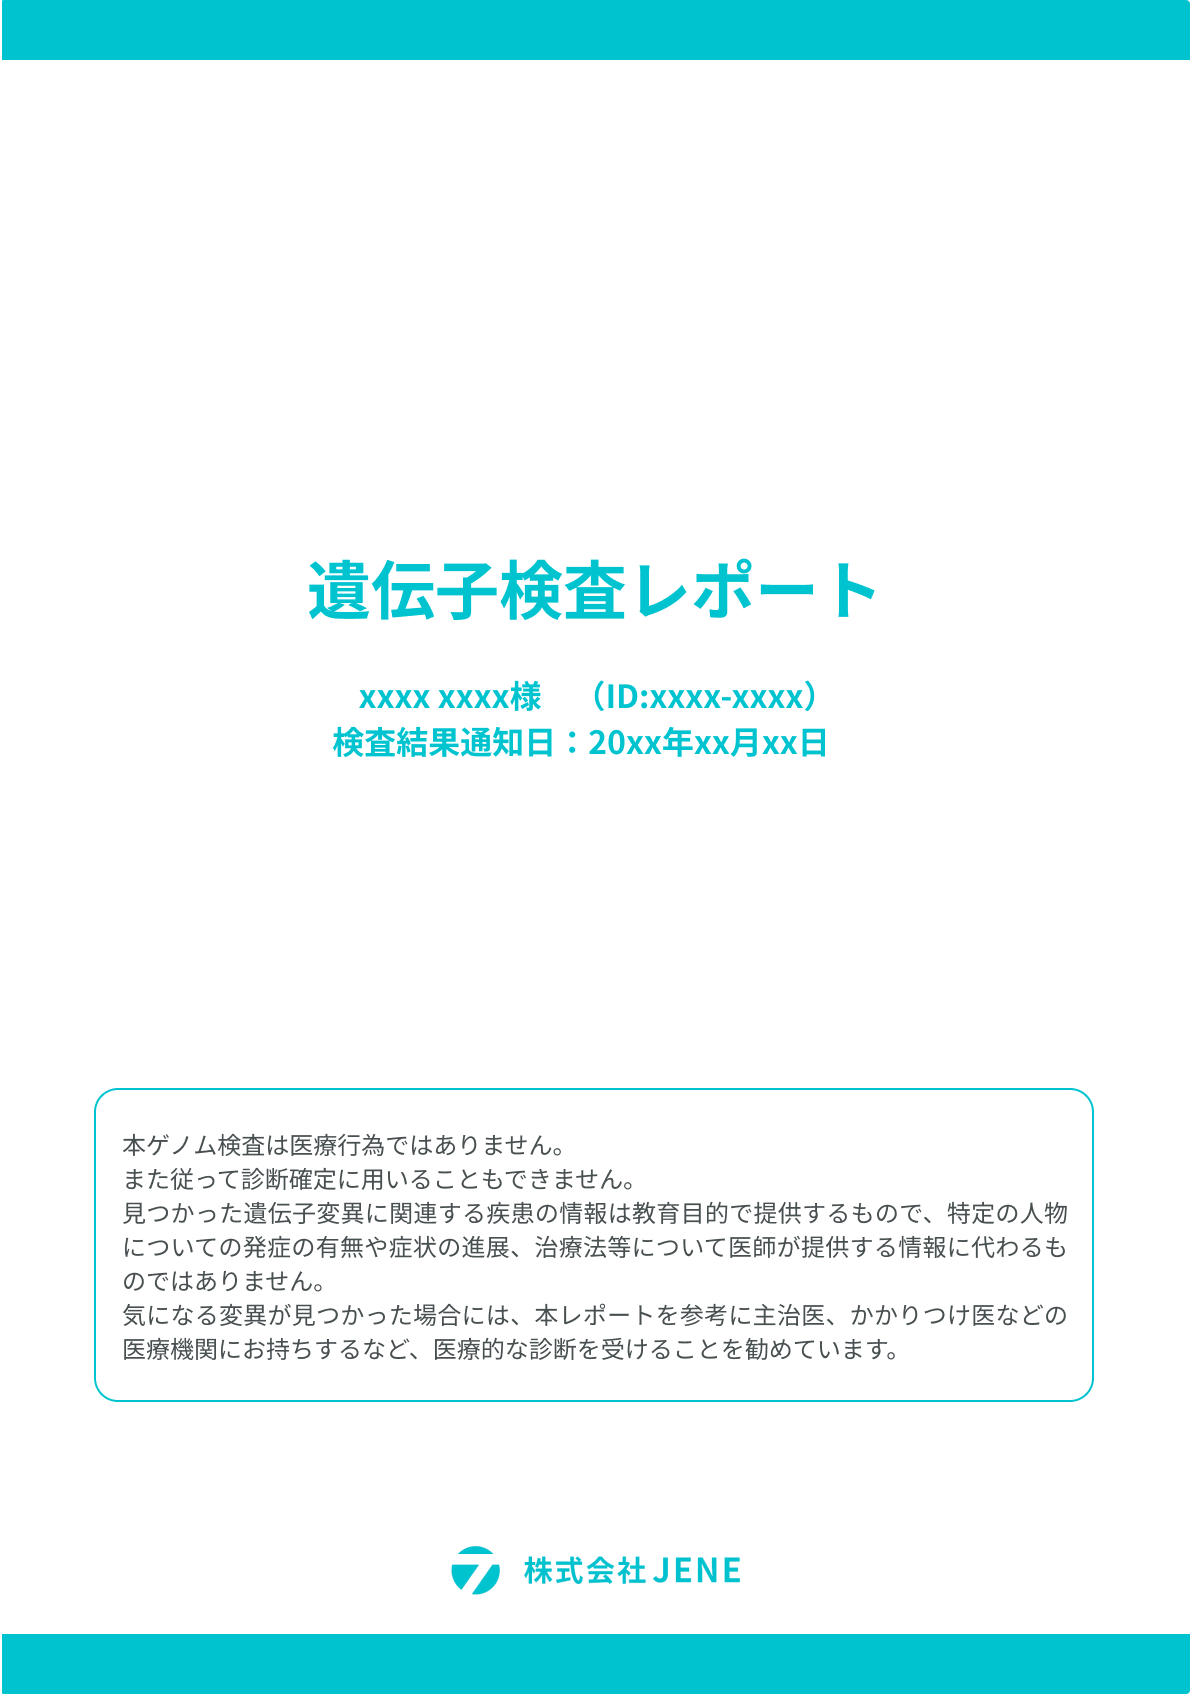 遺伝子検査レポート
xxxx xxxx様　（ID:xxxx-xxxx）
検査結果通知日：20xx年xx月xx日
本ゲノム検査は医療行為ではありません。
また従って診断確定に用いることもできません。
見つかった遺伝子変異に関連する疾患の情報は教育目的で提供するもので、特定の人物
についての発症の有無や症状の進展、治療法等について医師が提供する情報に代わるも
のではありません。
気になる変異が見つかった場合には、本レポートを参考に主治医、かかりつけ医などの
医療機関にお持ちするなど、医療的な診断を受けることを勧めています。
株式会社 JENE